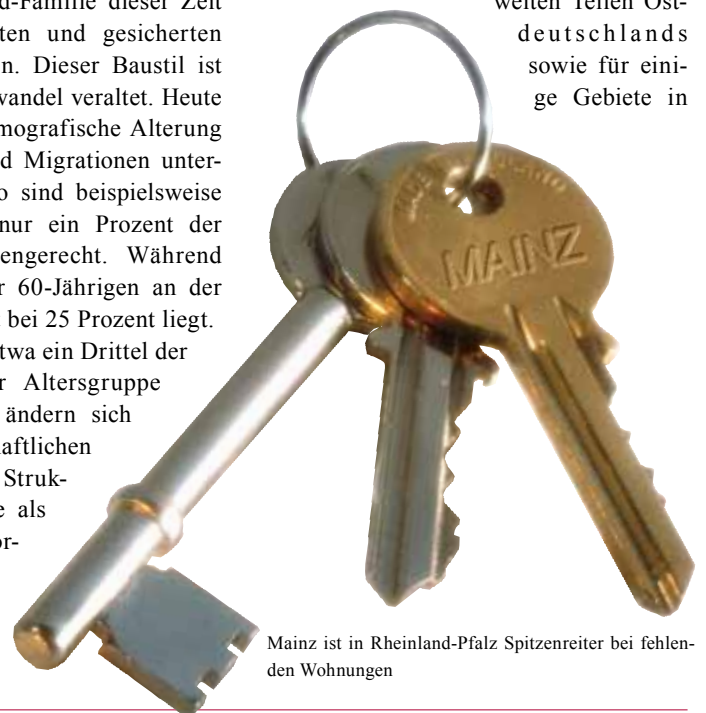 d-Familie dieser Zeit
ten und gesicherten
n. Dieser Baustil ist
wandel veraltet. Heute
mografische Alterung
d Migrationen unter-
o sind beispielsweise
nur ein Prozent der
engerecht. Während
r 60-Jährigen an der
bei 25 Prozent liegt.
twa ein Drittel der
r Altersgruppe
ändern sich
aftlichen
Struk-
e als
or-
weiten Teilen Ost-
deutschlands
sowie für eini-
ge Gebiete in
MAINZ
Mainz ist in Rheinland-Pfalz Spitzenreiter bei fehlen-
den Wohnungen